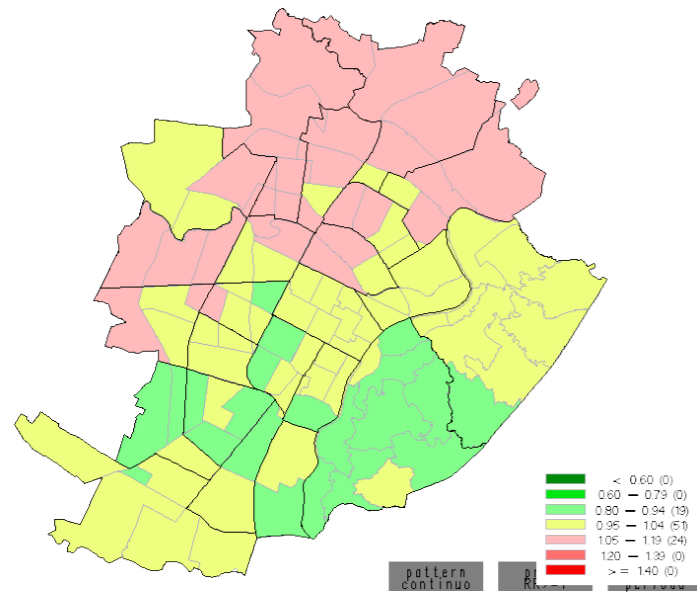 < 0.60 (0)
0.60 – 0.79 (0)
0.80 – 0.94 (19)
0.95 – 1.04 (51)
1.05 – 1.19 (24)
1.20 – 1.39 (0)
>= 1.40 (0)
pattern
continuo